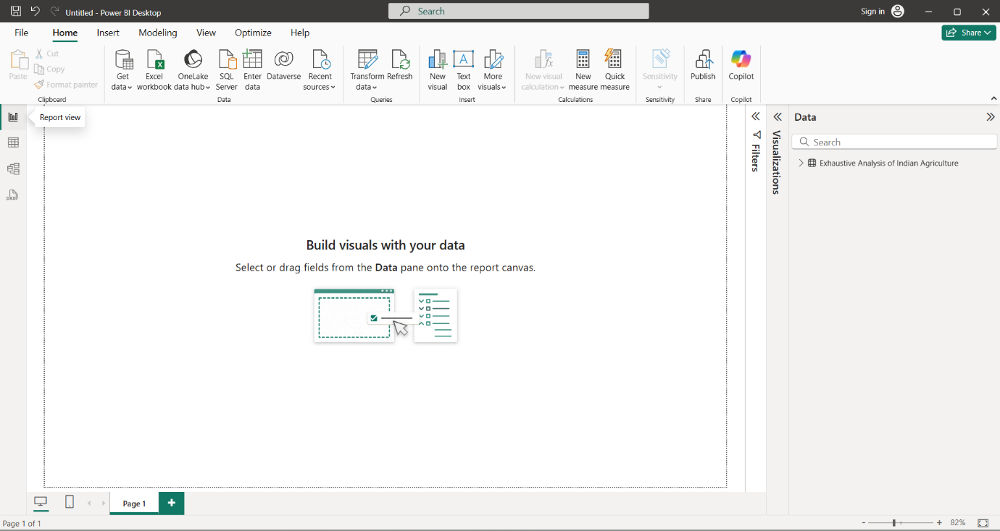 Untitled - Power BI Desktop
Search
Sign in
File Home Insert Modeling View Optimize Help
Share
Paste
Cut
Copy
Format painter
Clipboard
Get data
Excel workbook
OneLake data hub
SQL Server
Enter data
Dataverse
Recent sources
Data
Transform data
Refresh
Queries
New visual
Text box
More visuals
Insert
New visual calculation
New measure
Quick measure
Calculations
Sensitivity
Sensitivity
Publish
Share
Copilot
Copilot
Report view
DAX
Build visuals with your data
Select or drag fields from the Data pane onto the report canvas.
Filters
Visualizations
Data
Search
Exhaustive Analysis of Indian Agriculture
Page 1
Page 1 of 1
82%